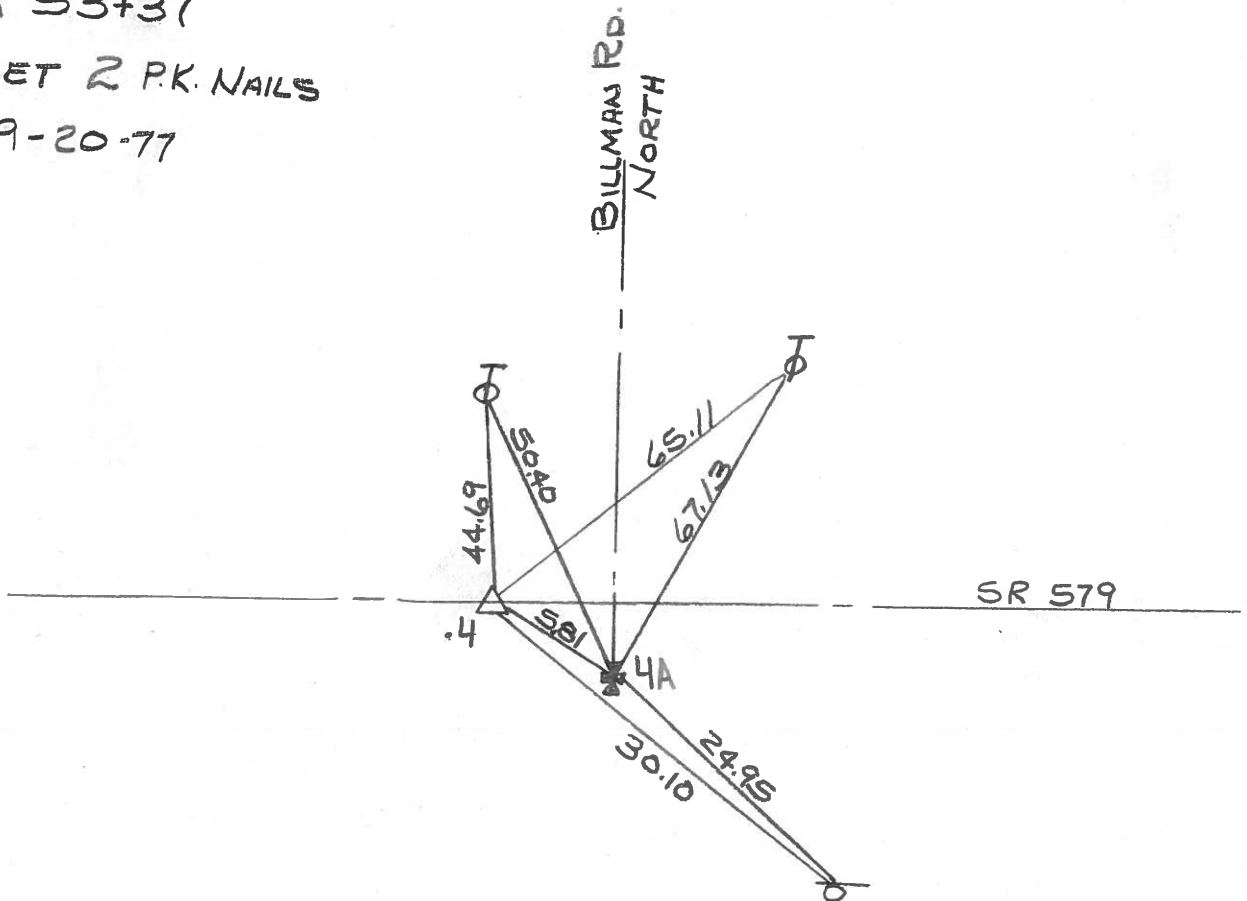 53+37
ET 2 P.K. NAILS
9-20-77
BILLMAN RD.
NORTH
65.11
50.40
67.13
44.69
SR 579
.4
5.81
4A
30.10
24.95